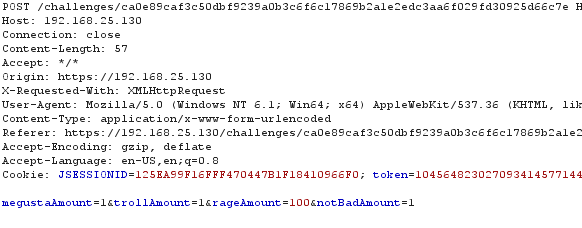 POST /challenges/ca0e89caf3c50dbf9239a0b3c6f6c17869b2a1e2edc3aa6f029fd30925d66c7e H
Host: 192.168.25.130
Connection: close
Content-Length: 57
Accept: */*
Origin: https://192.168.25.130
X-Requested-With: XMLHttpRequest
User-Agent: Mozilla/5.0 (Windows NT 6.1; Win64; x64) AppleWebKit/537.36 (KHTML, lik
Content-Type: application/x-www-form-urlencoded
Referer: https://192.168.25.130/challenges/ca0e89caf3c50dbf9239a0b3c6f6c17869b2a1e2
Accept-Encoding: gzip, deflate
Accept-Language: en-US,en;q=0.8
Cookie: JSESSIONID=125EA99F16FFF470447B1F18410966F0; token=104564823027093414577144
megustaAmount=1&trollAmount=1&rageAmount=100&notBadAmount=1